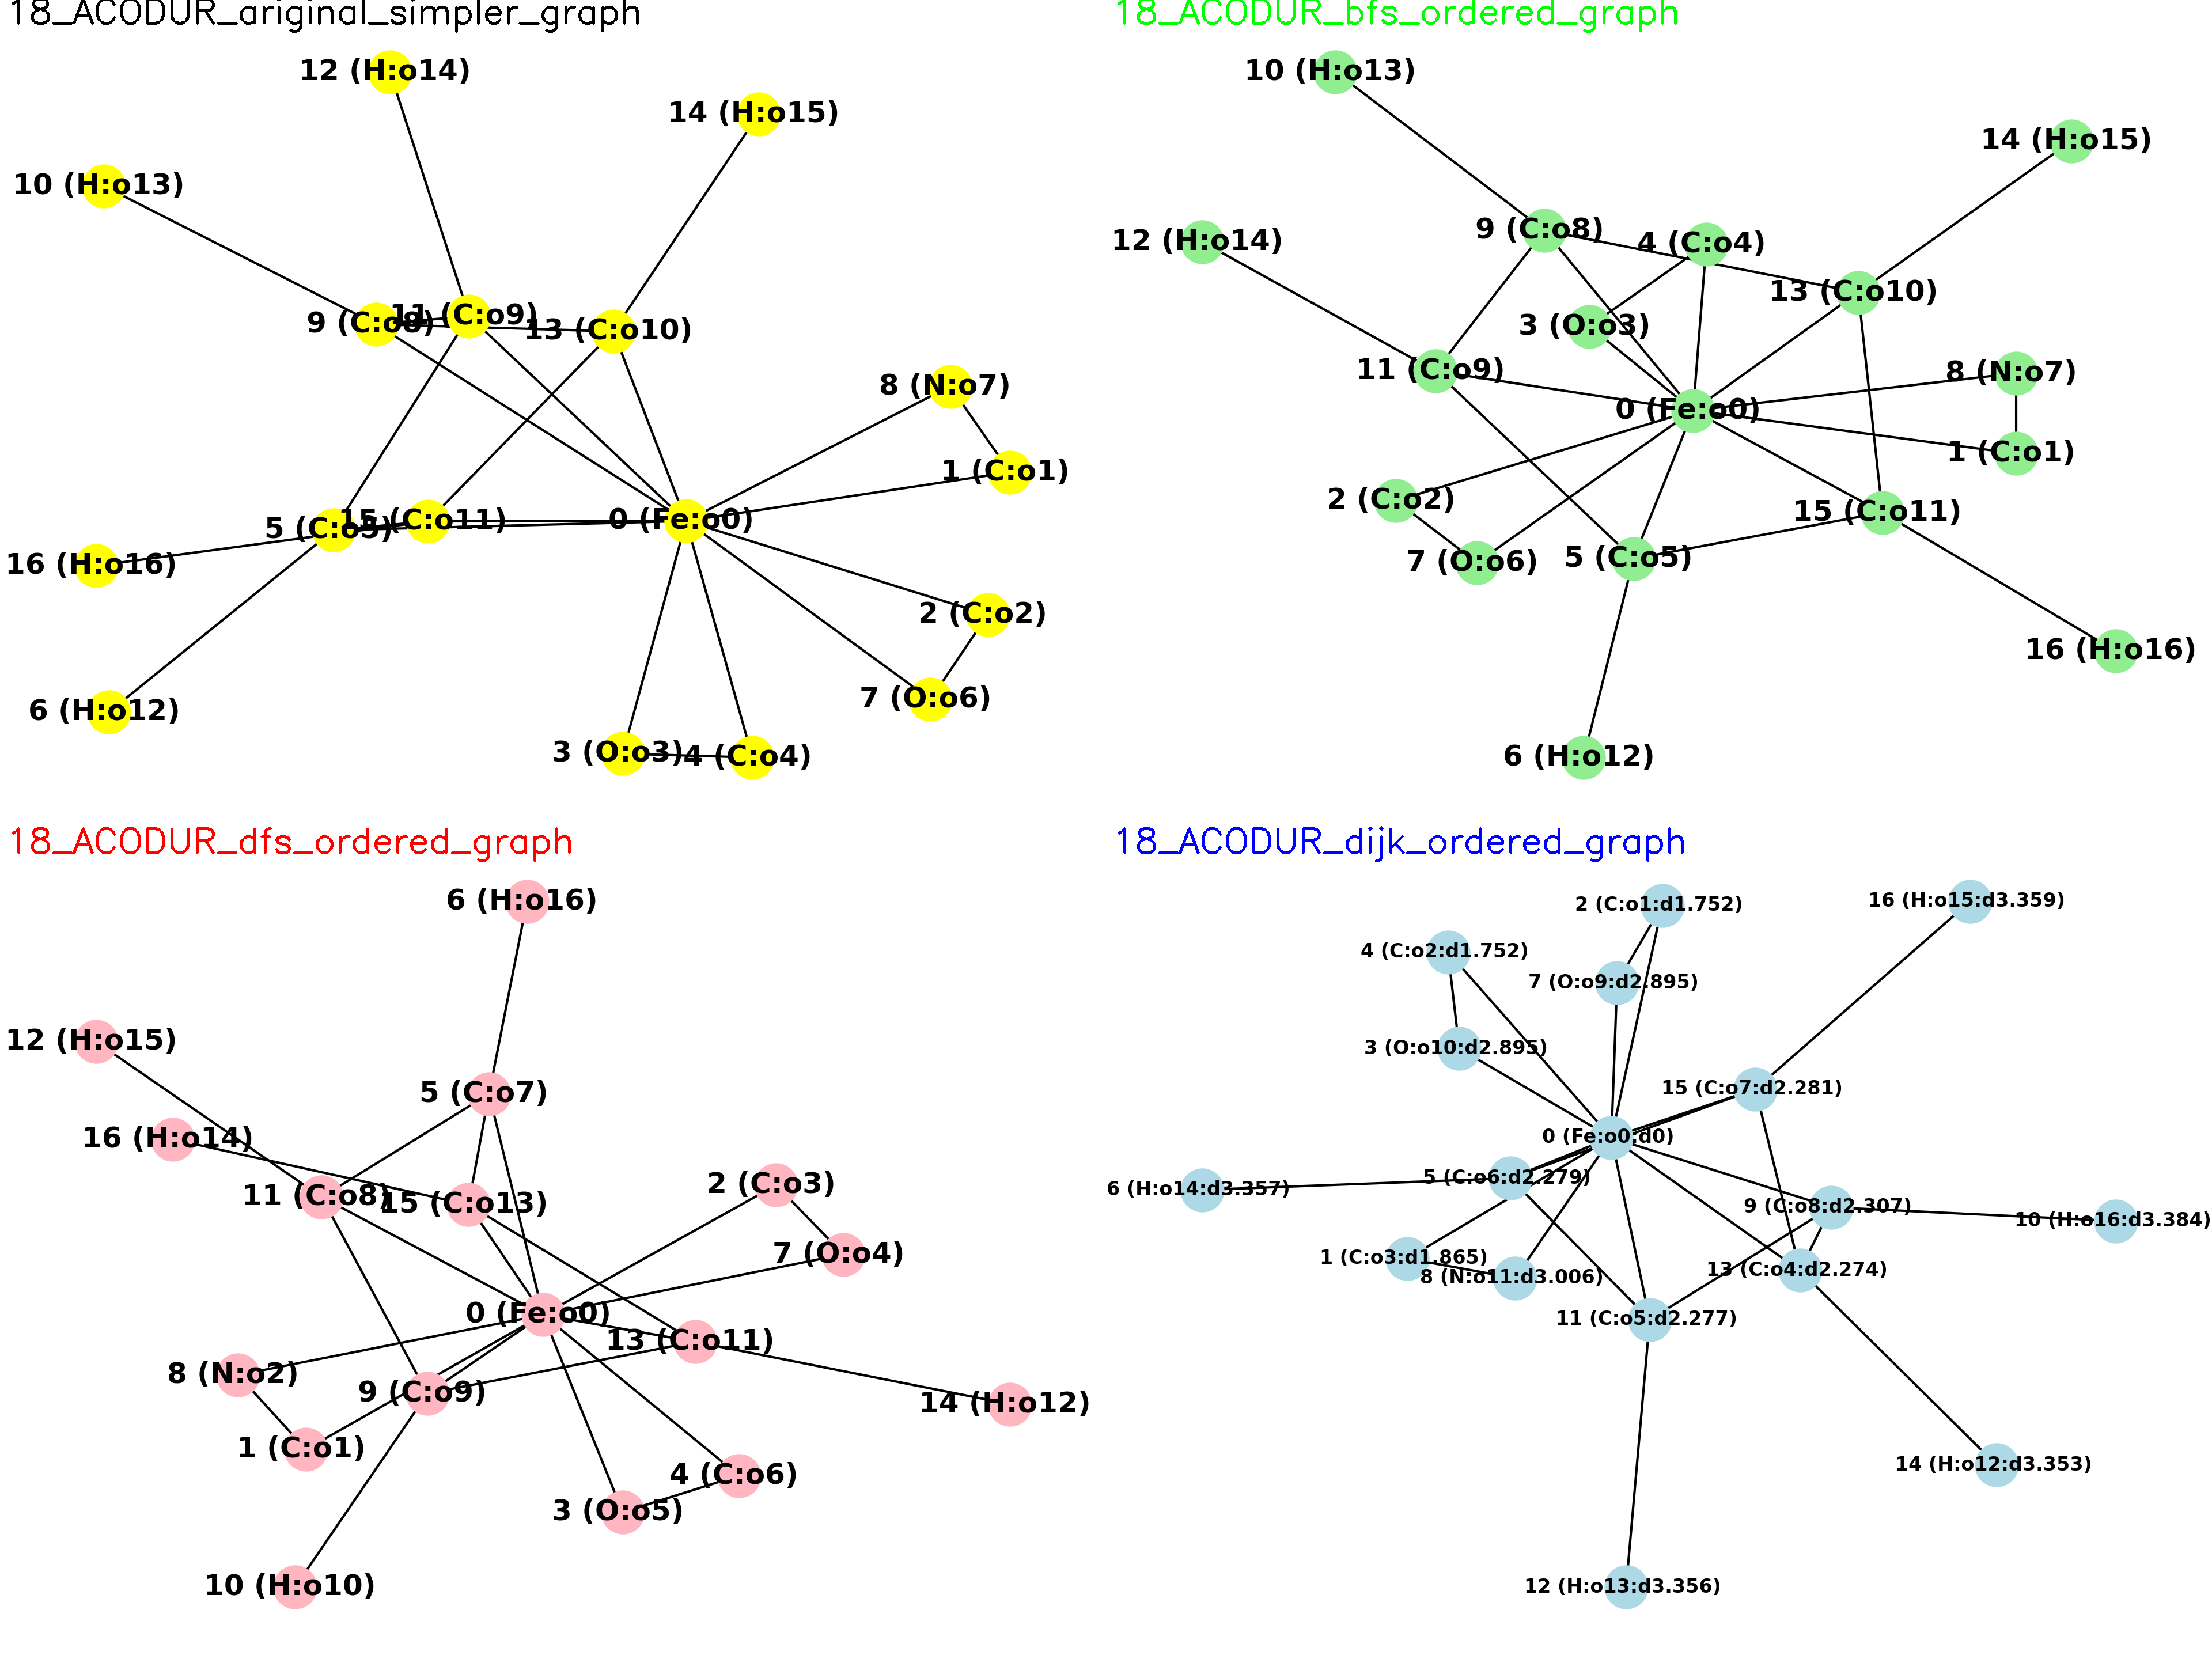 18_ACODUR_ariginal_simpler_graph
12 (H:o14)
14 (H:o15)
10 (H:o13)
9 (C:o8)
11 (C:o9)
13 (C:o10)
8 (N:o7)
1 (C:o1)
5 (C:o5)
15 (C:o11)
0 (Fe:o0)
16 (H:o16)
2 (C:o2)
6 (H:o12)
7 (O:o6)
3 (O:o3)
4 (C:o4)
18_ACODUR_bfs_ordered_graph
10 (H:o13)
14 (H:o15)
9 (C:o8)
4 (C:o4)
12 (H:o14)
13 (C:o10)
3 (O:o3)
11 (C:o9)
8 (N:o7)
0 (Fe:o0)
1 (C:o1)
2 (C:o2)
15 (C:o11)
7 (O:o6)
5 (C:o5)
16 (H:o16)
6 (H:o12)
18_ACODUR_dfs_ordered_graph
6 (H:o16)
12 (H:o15)
5 (C:o7)
16 (H:o14)
2 (C:o3)
11 (C:o8)
15 (C:o13)
7 (O:o4)
0 (Fe:o0)
13 (C:o11)
8 (N:o2)
9 (C:o9)
14 (H:o12)
1 (C:o1)
4 (C:o6)
3 (O:o5)
10 (H:o10)
18_ACODUR_dijk_ordered_graph
2 (C:o1:d1.752)
16 (H:o15:d3.359)
4 (C:o2:d1.752)
7 (O:o9:d2.895)
3 (O:o10:d2.895)
15 (C:o7:d2.281)
0 (Fe:o0:d0)
5 (C:o6:d2.279)
6 (H:o14:d3.357)
9 (C:o8:d2.307)
10 (H:o16:d3.384)
1 (C:o3:d1.865)
8 (N:o11:d3.006)
13 (C:o4:d2.274)
11 (C:o5:d2.277)
14 (H:o12:d3.353)
12 (H:o13:d3.356)